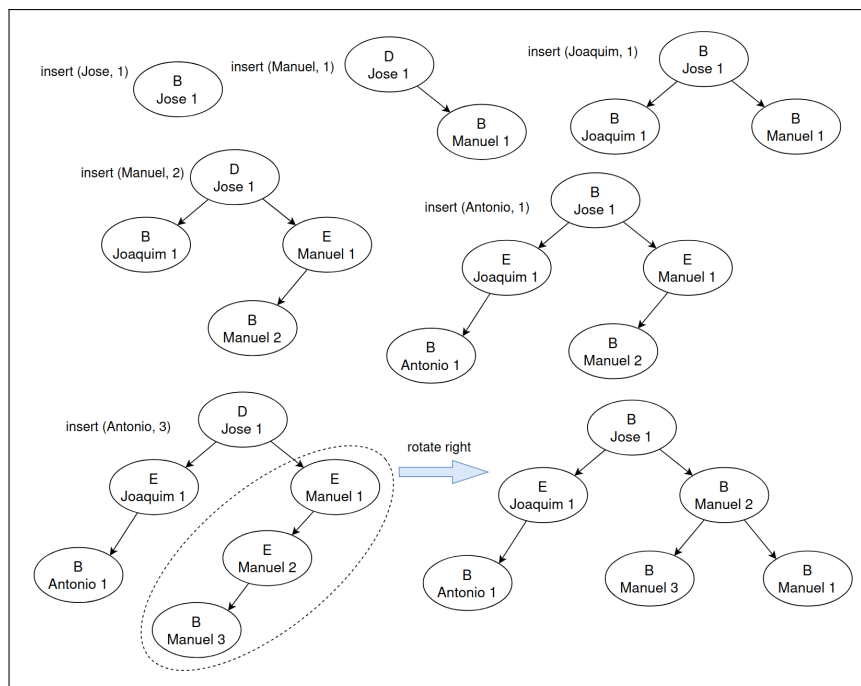 insert (Jose, 1)
B
Jose 1
insert (Manuel, 1)
D
Jose 1
B
Manuel 1
insert (Joaquim, 1)
B
Jose 1
B
Joaquim 1
B
Manuel 1
insert (Manuel, 2)
D
Jose 1
B
Joaquim 1
E
Manuel 1
B
Manuel 2
insert (Antonio, 1)
B
Jose 1
E
Joaquim 1
E
Manuel 1
B
Antonio 1
B
Manuel 2
insert (Antonio, 3)
D
Jose 1
E
Joaquim 1
E
Manuel 1
B
Antonio 1
E
Manuel 2
B
Manuel 3
rotate right
B
Jose 1
E
Joaquim 1
B
Manuel 2
B
Antonio 1
B
Manuel 3
B
Manuel 1